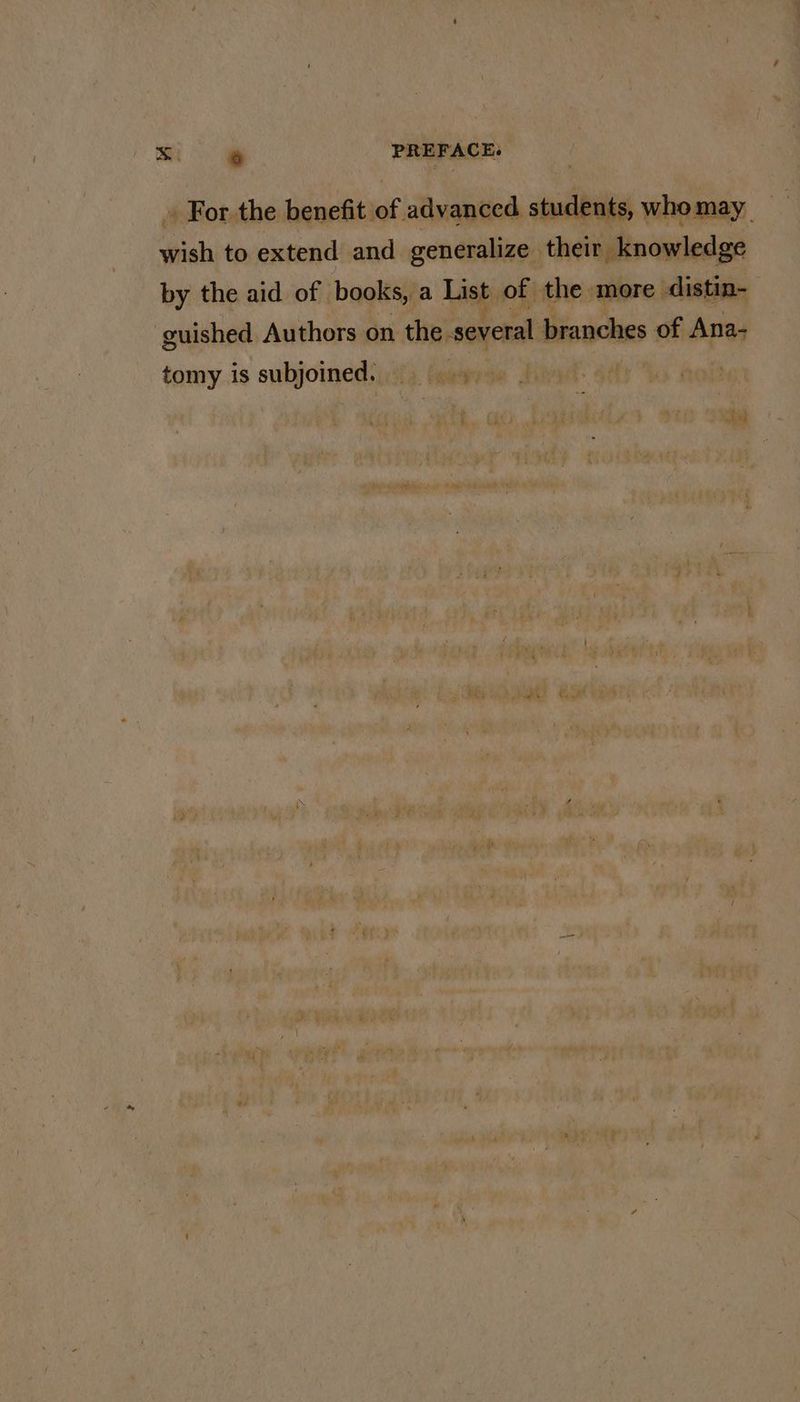 x PREFACE.
For the benefit of advanced students, who may
wish to extend and generalize their knowledge
by the aid of books, a List of the more distin-
guished Authors on the several branches of Ana-
tomy is subjoined.